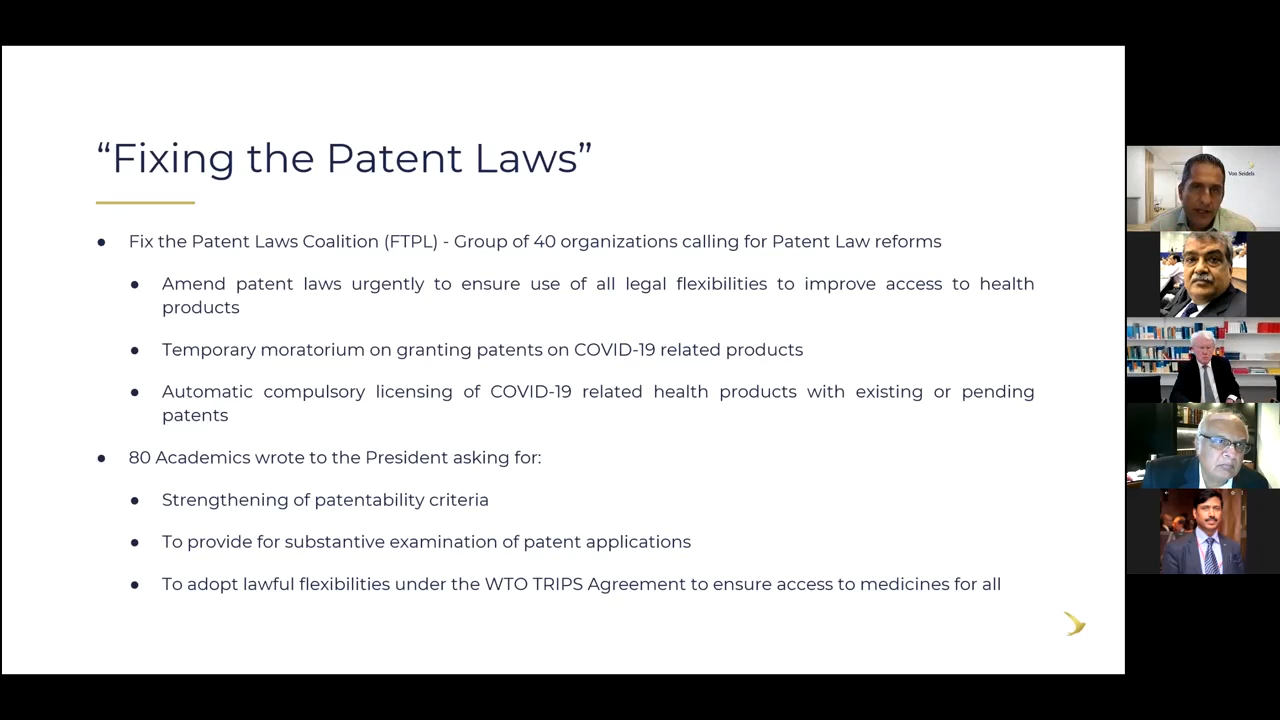 “Fixing the Patent Laws”
● Fix the Patent Laws Coalition (FTPL) - Group of 40 organizations calling for Patent Law reforms
● Amend patent laws urgently to ensure use of all legal flexibilities to improve access to health
products
● Temporary moratorium on granting patents on COVID-19 related products
● Automatic compulsory licensing of COVID-19 related health products with existing or pending
patents
● 80 Academics wrote to the President asking for:
● Strengthening of patentability criteria
● To provide for substantive examination of patent applications
● To adopt lawful flexibilities under the WTO TRIPS Agreement to ensure access to medicines for all
Von Seidels